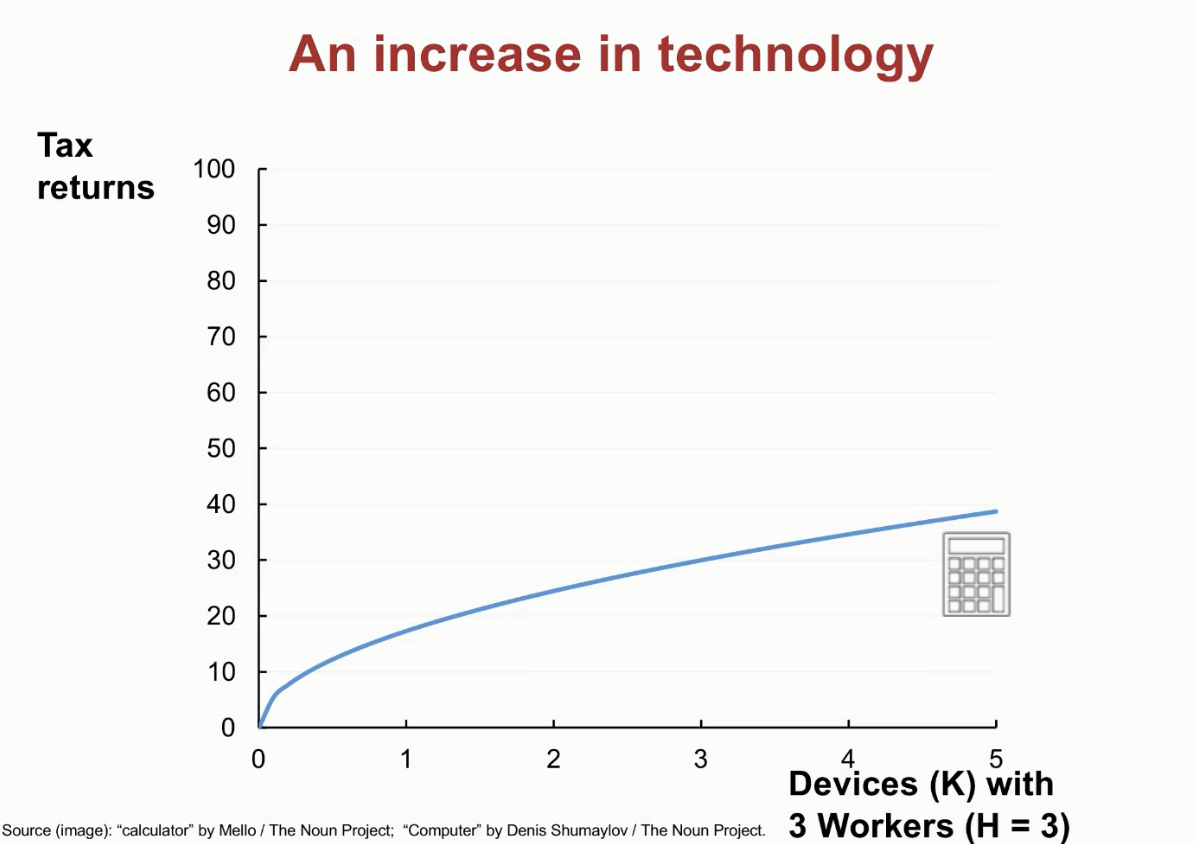 An increase in technology
Tax
returns
100
90
80
70
60
50
40
30
20
10
0
0 1 2 3 4 5
Devices (K) with
3 Workers (H = 3)
Source (image): “calculator” by Mello / The Noun Project;  “Computer” by Denis Shumaylov / The Noun Project.